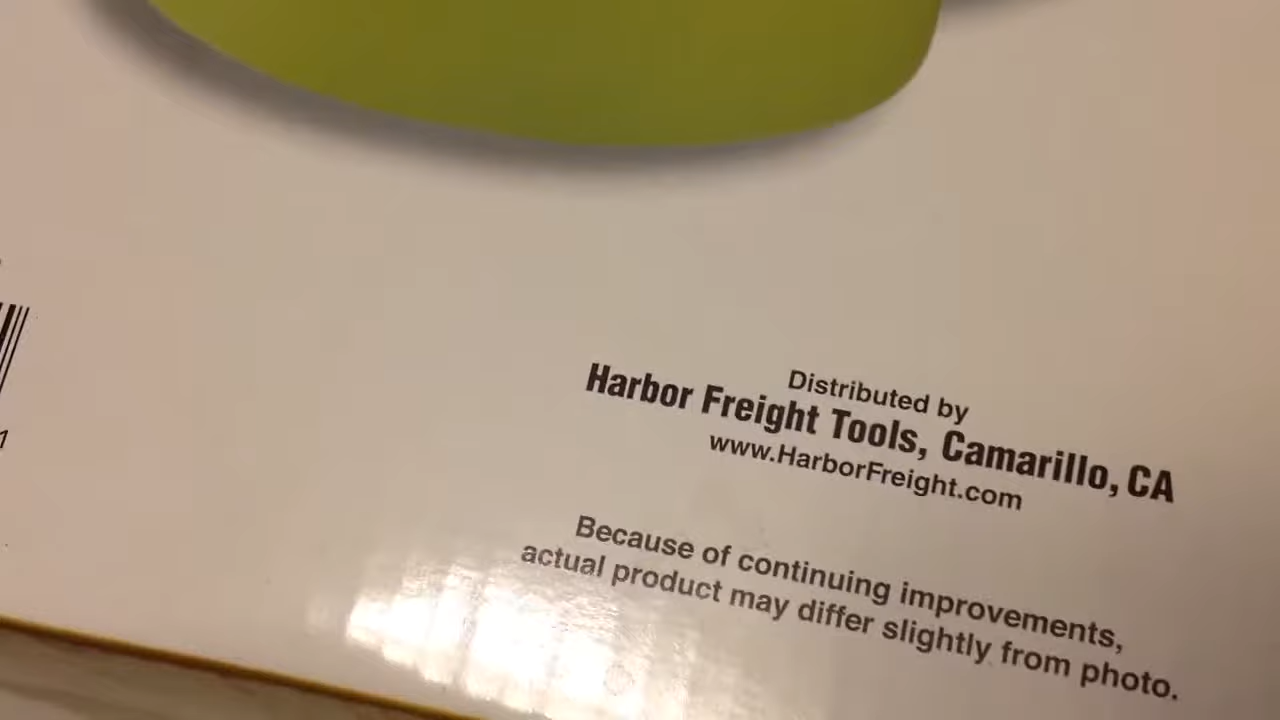 Distributed by
Harbor Freight Tools, Camarillo, CA
www.HarborFreight.com
Because of continuing improvements,
actual product may differ slightly from photo.
1